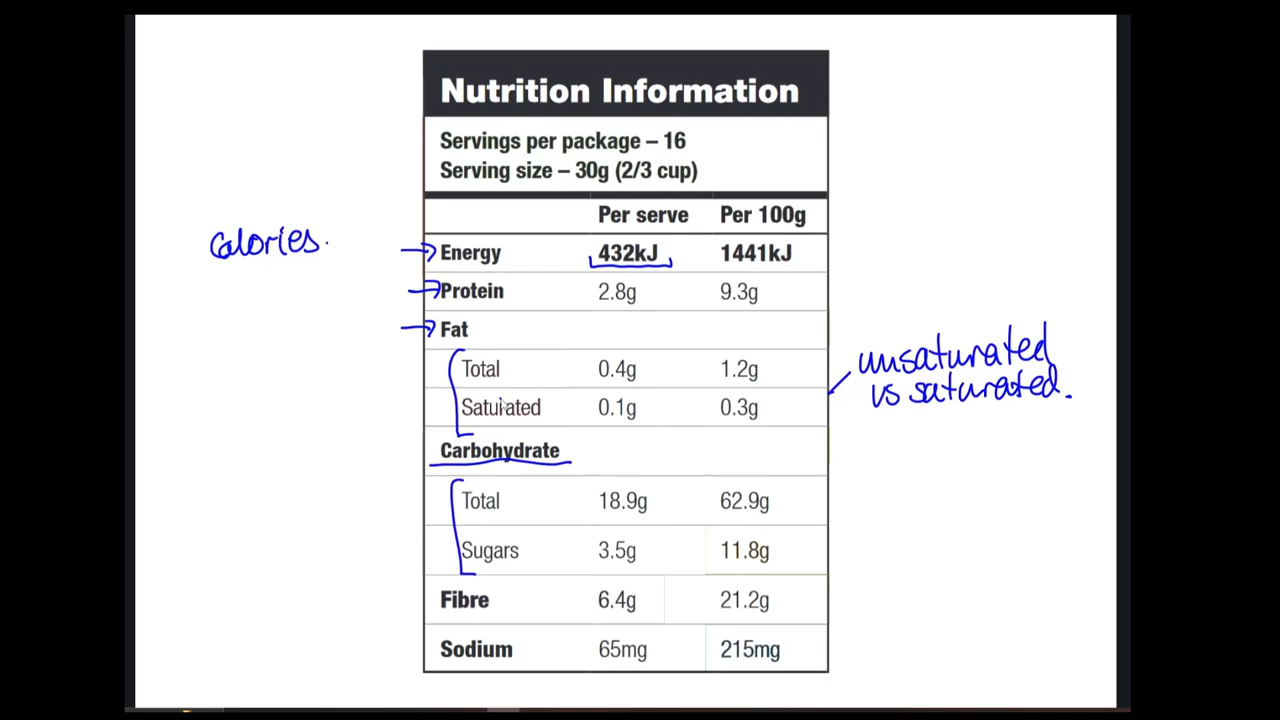 Nutrition Information
Servings per package – 16
Serving size – 30g (2/3 cup)
Per serve Per 100g
calories.
Energy 432kJ 1441kJ
Protein 2.8g 9.3g
Fat
Total 0.4g 1.2g
unsaturated
vs saturated.
Saturated 0.1g 0.3g
Carbohydrate
Total 18.9g 62.9g
Sugars 3.5g 11.8g
Fibre 6.4g 21.2g
Sodium 65mg 215mg